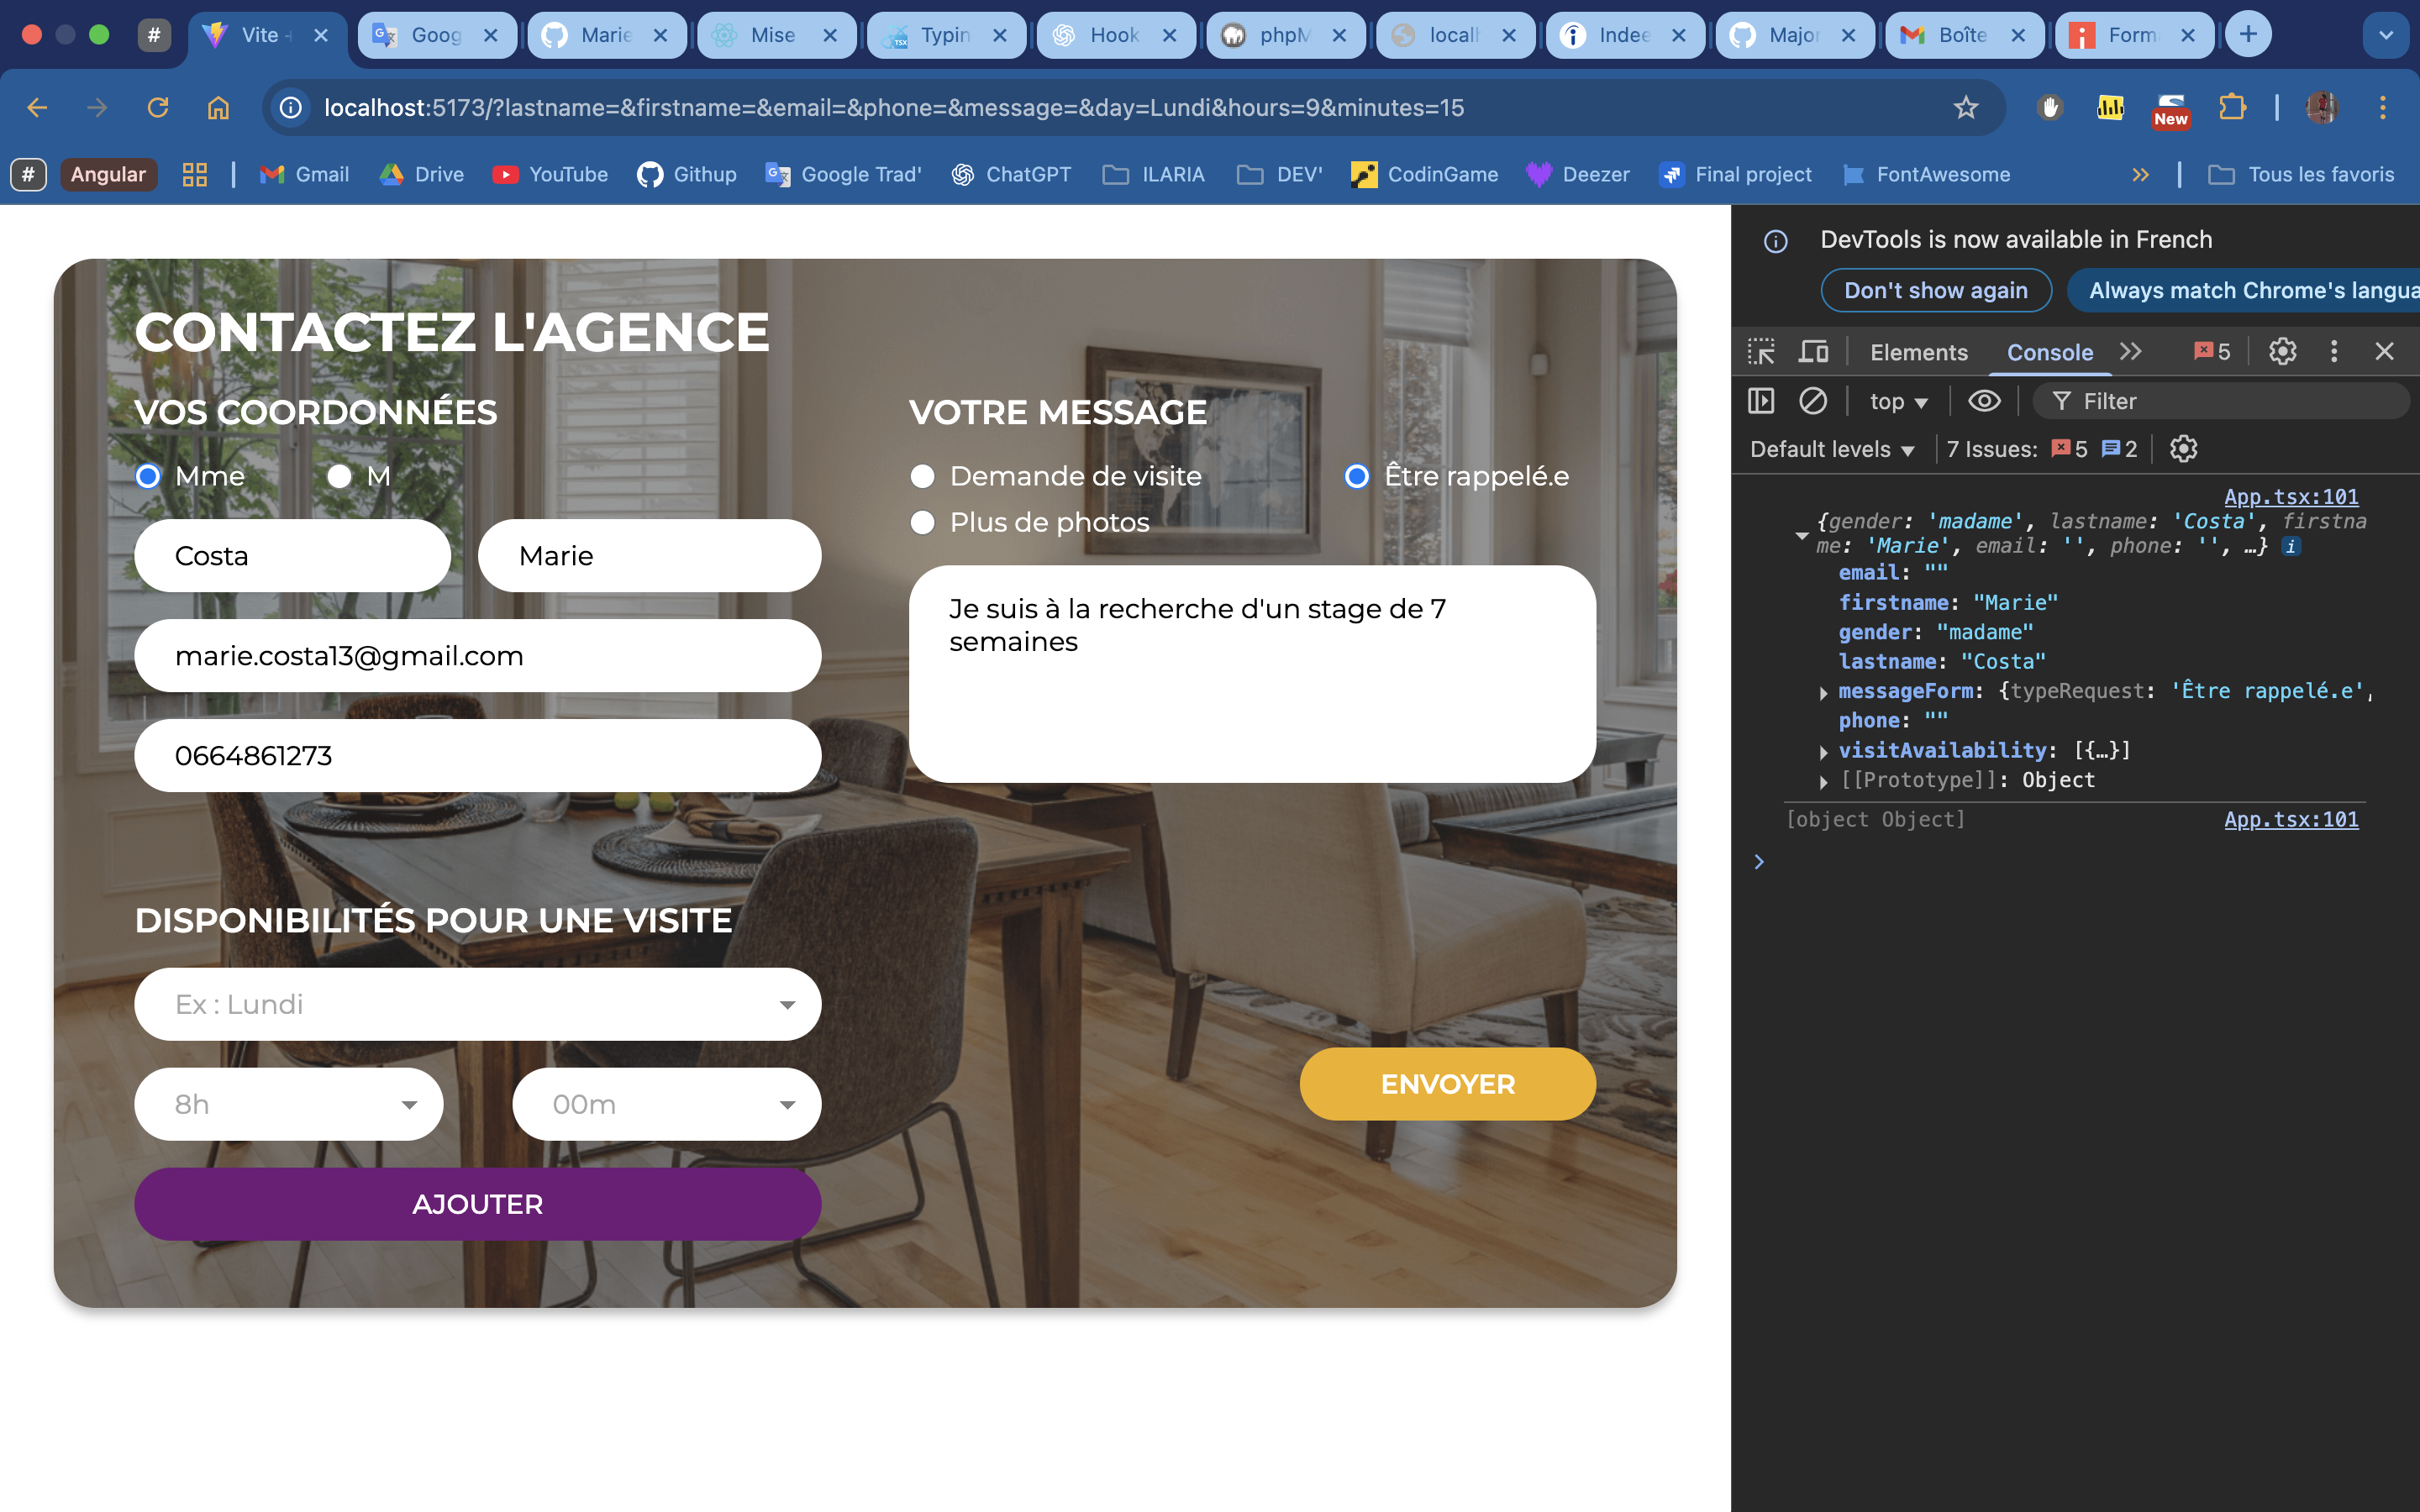 #
Vite
Goog
Marie
Mise
Typin
Hook
phpM
localh
Indee
Major
Boîte
Form
localhost:5173/?lastname=&firstname=&email=&phone=&message=&day=Lundi&hours=9&minutes=15
New
#
Angular
Gmail
Drive
YouTube
Githup
Google Trad'
ChatGPT
ILARIA
DEV'
CodinGame
Deezer
Final project
FontAwesome
Tous les favoris
CONTACTEZ L'AGENCE
VOS COORDONNÉES
Mme
M
Costa
Marie
marie.costa13@gmail.com
0664861273
VOTRE MESSAGE
Demande de visite
Être rappelé.e
Plus de photos
Je suis à la recherche d'un stage de 7
semaines
DISPONIBILITÉS POUR UNE VISITE
Ex : Lundi
8h
00m
AJOUTER
ENVOYER
DevTools is now available in French
Don't show again
Always match Chrome's langua
Elements
Console
5
top
Filter
Default levels
7 Issues:
5
2
App.tsx:101
{gender: 'madame', lastname: 'Costa', firstna
me: 'Marie', email: '', phone: '', …}
email: ""
firstname: "Marie"
gender: "madame"
lastname: "Costa"
messageForm: {typeRequest: 'Être rappelé.e',
phone: ""
visitAvailability: [{…}]
[[Prototype]]: Object
[object Object]
App.tsx:101